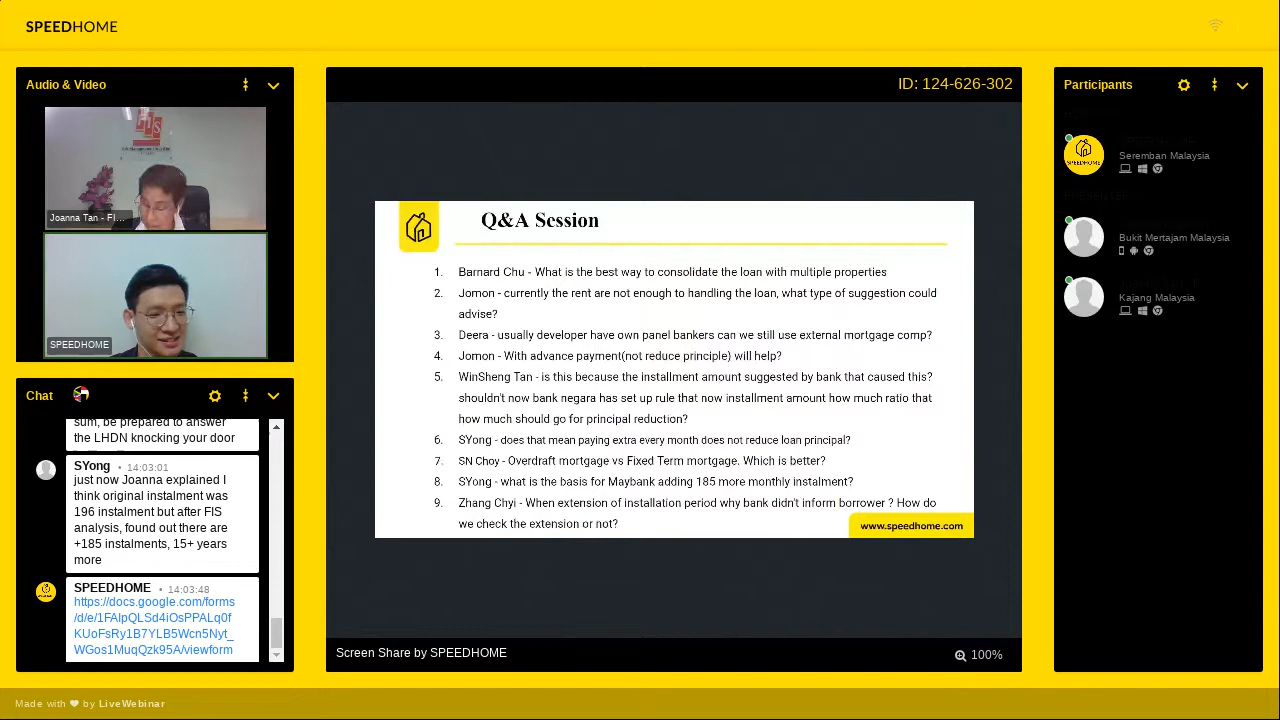 SPEEDHOME
Audio & Video
Joanna Tan - FI...
SPEEDHOME
Chat
sum, be prepared to answer
the LHDN knocking your door
SYong • 14:03:01
just now Joanna explained I
think original instalment was
196 instalment but after FIS
analysis, found out there are
+185 instalments, 15+ years
more
SPEEDHOME • 14:03:48
https://docs.google.com/forms
/d/e/1FAIpQLSd4iOsPPALq0f
KUoFsRy1B7YLB5Wcn5Nyt_
WGos1MuqQzk95A/viewform
ID: 124-626-302
Q&A Session
1. Barnard Chu - What is the best way to consolidate the loan with multiple properties
2. Jomon - currently the rent are not enough to handling the loan, what type of suggestion could
advise?
3. Deera - usually developer have own panel bankers can we still use external mortgage comp?
4. Jomon - With advance payment(not reduce principle) will help?
5. WinSheng Tan - is this because the installment amount suggested by bank that caused this?
shouldn't now bank negara has set up rule that now installment amount how much ratio that
how much should go for principal reduction?
6. SYong - does that mean paying extra every month does not reduce loan principal?
7. SN Choy - Overdraft mortgage vs Fixed Term mortgage. Which is better?
8. SYong - what is the basis for Maybank adding 185 more monthly instalment?
9. Zhang Chyi - When extension of installation period why bank didn't inform borrower ? How do
we check the extension or not?
www.speedhome.com
Screen Share by SPEEDHOME
100%
Participants
SPEEDHOME
Seremban Malaysia
Bukit Mertajam Malaysia
Kajang Malaysia
Made with ❤ by LiveWebinar